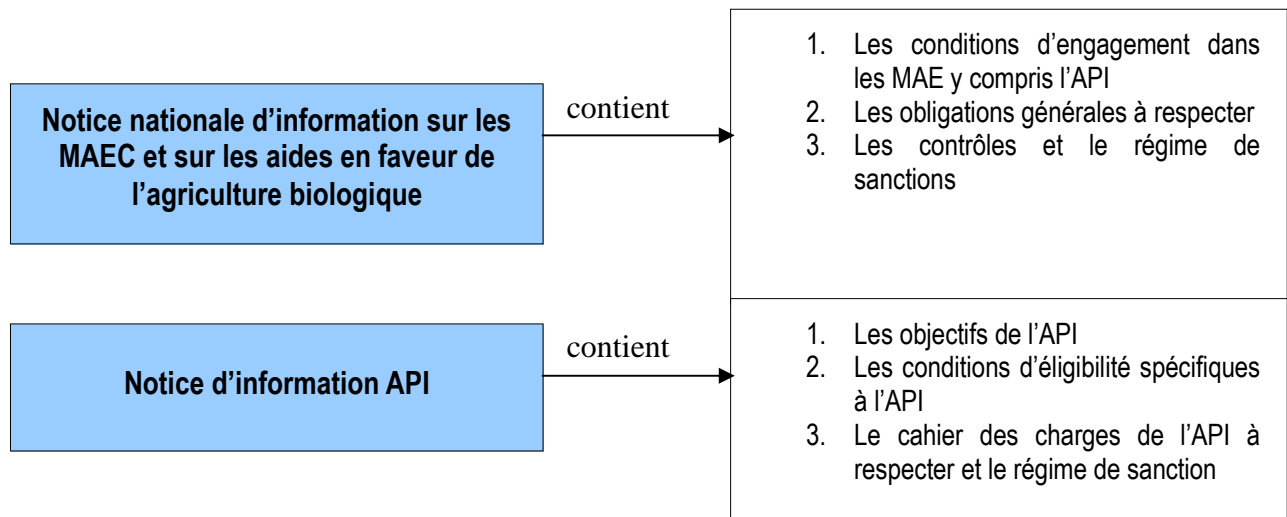 Notice nationale d'information sur les
MAEC et sur les aides en faveur de
l'agriculture biologique
contient
1. Les conditions d'engagement dans
les MAE y compris l'API
2. Les obligations générales à respecter
3. Les contrôles et le régime de
sanctions
Notice d'information API
contient
1. Les objectifs de l'API
2. Les conditions d'éligibilité spécifiques
à l'API
3. Le cahier des charges de l'API à
respecter et le régime de sanction